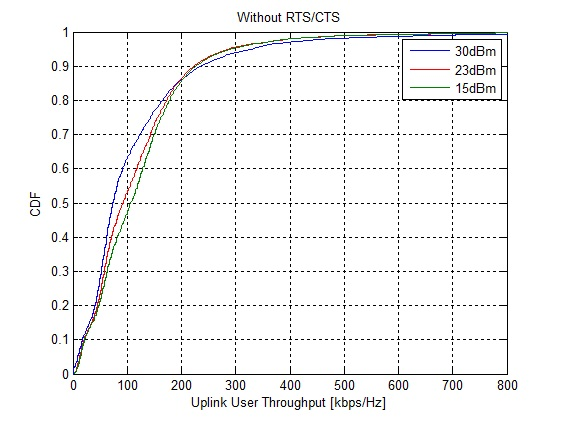 Without RTS/CTS
1
0.9
0.8
0.7
0.6
0.5
0.4
0.3
0.2
0.1
0
CDF
30dBm
23dBm
15dBm
0 100 200 300 400 500 600 700 800
Uplink User Throughput [kbps/Hz]